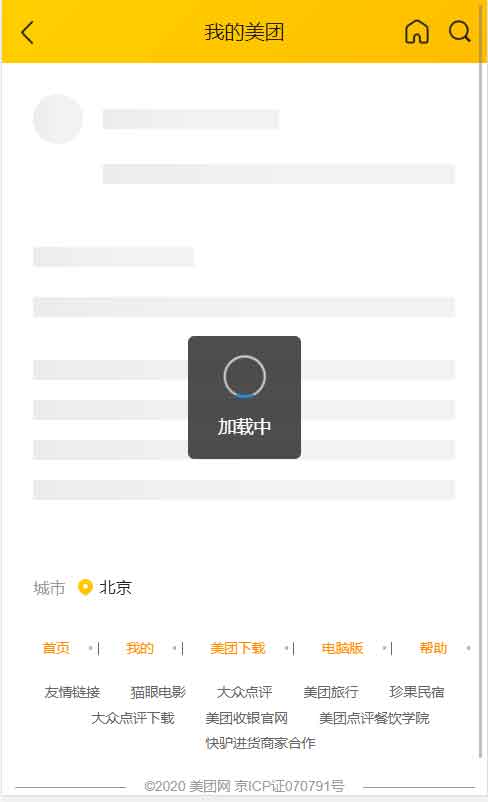 我的美团
加载中
城市 北京
首页 | 我的 | 美团下载 | 电脑版 | 帮助
友情链接 猫眼电影 大众点评 美团旅行 珍果民宿
大众点评下载 美团收银官网 美团点评餐饮学院
快驴进货商家合作
©2020 美团网 京ICP证070791号